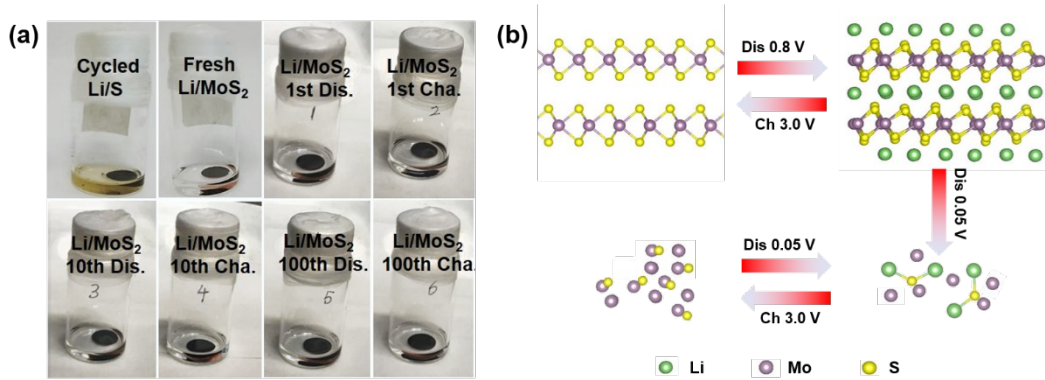 (a)
Cycled
Li/S
Fresh
Li/MoS₂
Li/MoS₂
1st Dis.
1
Li/MoS₂
1st Cha.
2
Li/MoS₂
10th Dis.
3
Li/MoS₂
10th Cha.
4
Li/MoS₂
100th Dis.
5
Li/MoS₂
100th Cha.
6
(b)
Dis 0.8 V
Ch 3.0 V
Dis 0.05 V
Dis 0.05 V
Ch 3.0 V
Li
Mo
S